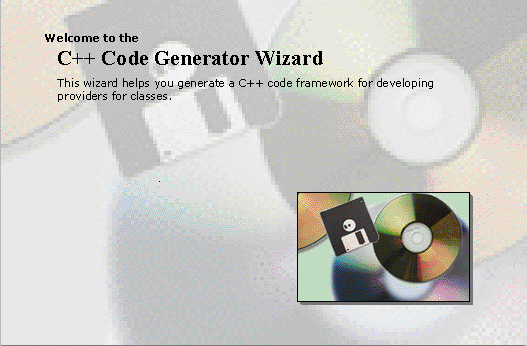 Welcome to the
C++ Code Generator Wizard
This wizard helps you generate a C++ code framework for developing
providers for classes.